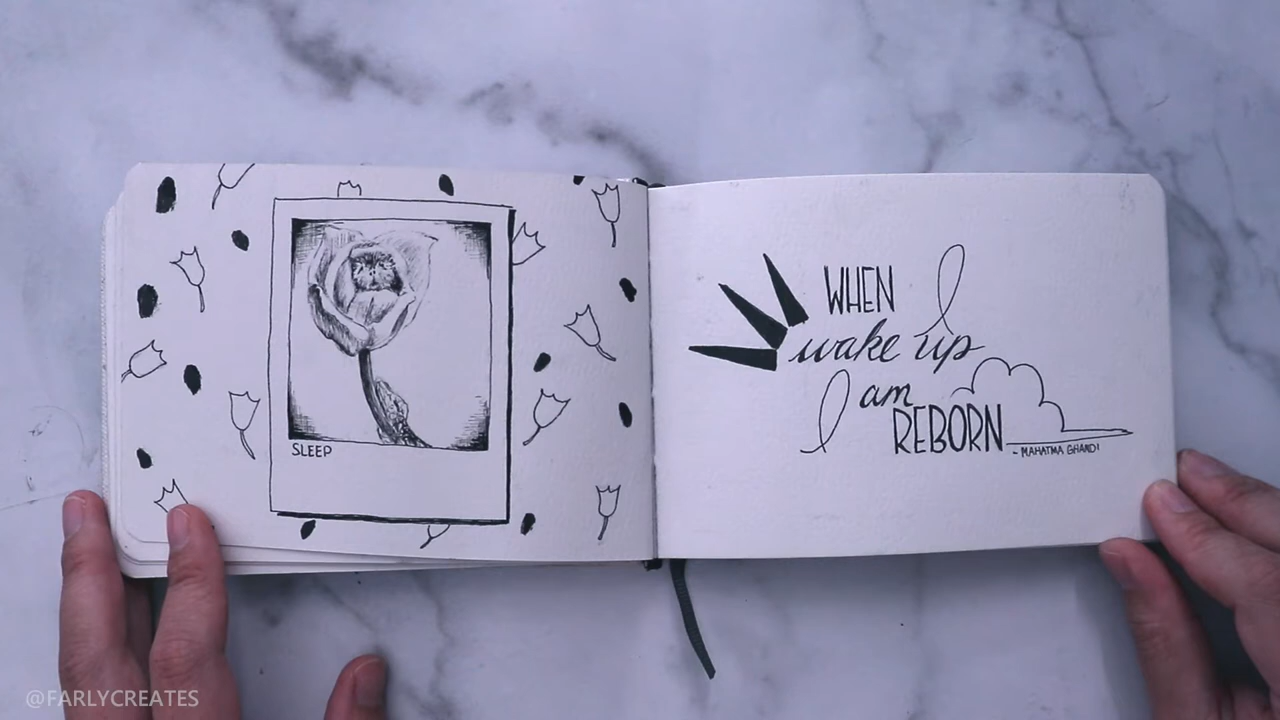 SLEEP
WHEN I
wake up
I am
REBORN
- MAHATMA GHANDI
@FARLYCREATES